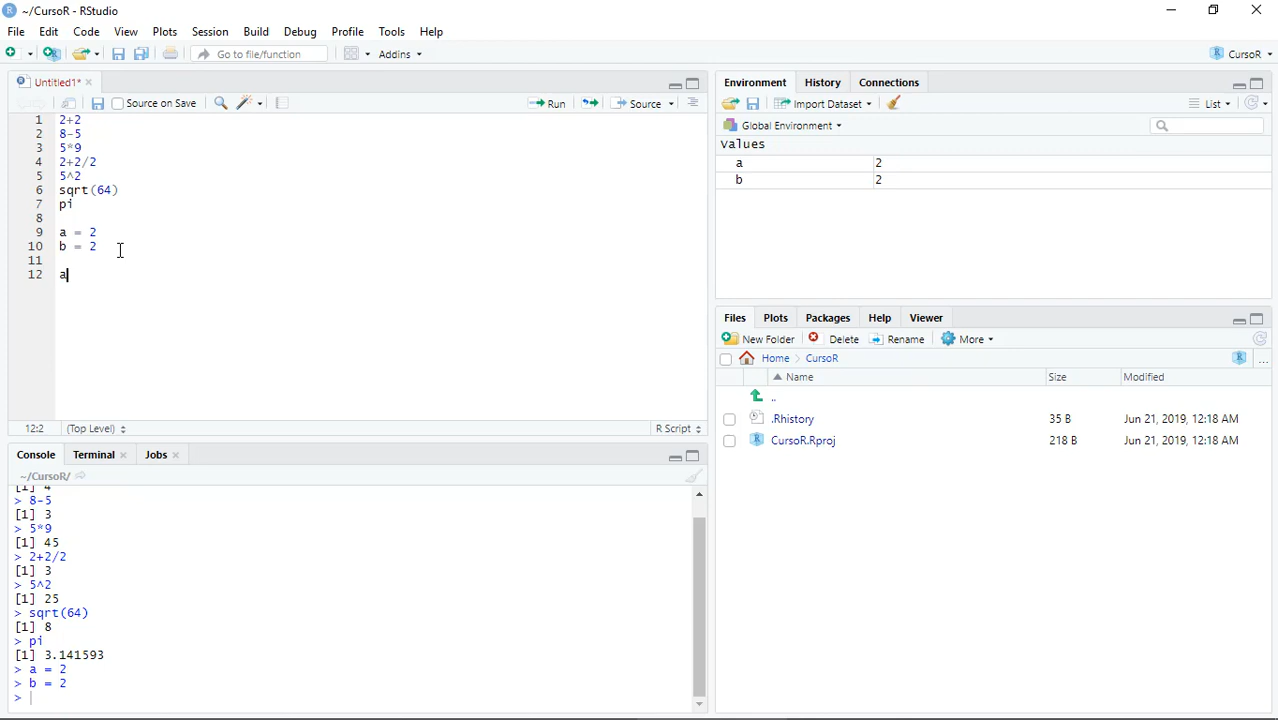 ~/CursoR - RStudio
File Edit Code View Plots Session Build Debug Profile Tools Help
Go to file/function Addins CursoR
Untitled1*
Source on Save Run Source
1 2+2
2 8-5
3 5*9
4 2+2/2
5 5^2
6 sqrt(64)
7 pi
8
9 a = 2
10 b = 2
11
12 a
12:2 (Top Level) R Script
Console Terminal Jobs
~/CursoR/
[1] 4
> 8-5
[1] 3
> 5*9
[1] 45
> 2+2/2
[1] 3
> 5^2
[1] 25
> sqrt(64)
[1] 8
> pi
[1] 3.141593
> a = 2
> b = 2
>
Environment History Connections
Import Dataset List
Global Environment
Values
a 2
b 2
Files Plots Packages Help Viewer
New Folder Delete Rename More
Home CursoR ...
Name Size Modified
..
.Rhistory 35 B Jun 21, 2019, 12:18 AM
CursoR.Rproj 218 B Jun 21, 2019, 12:18 AM